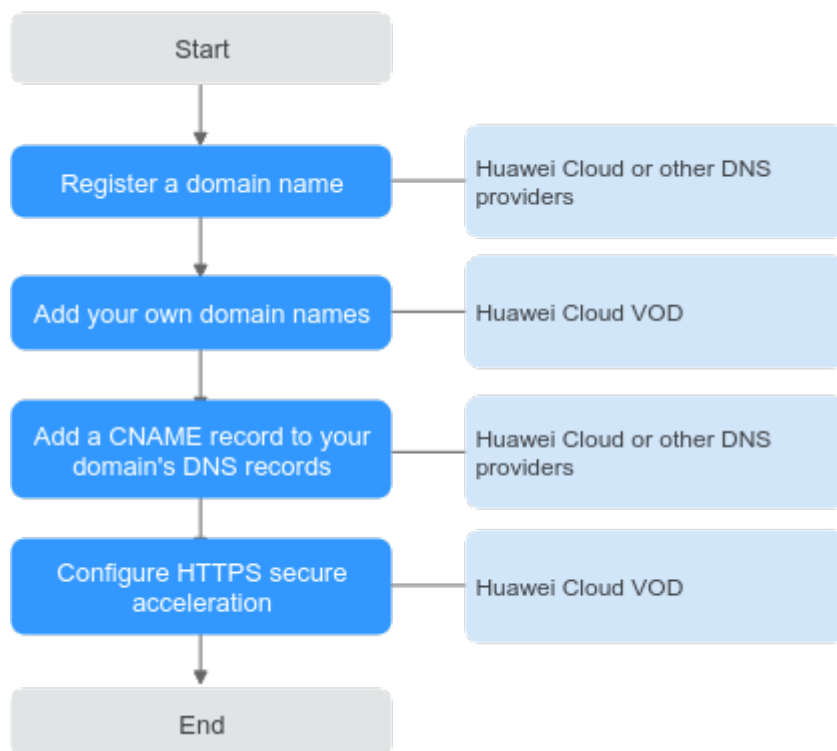 Start
Register a domain name
Huawei Cloud or other DNS
providers
Add your own domain names
Huawei Cloud VOD
Add a CNAME record to your
domain's DNS records
Huawei Cloud or other DNS
providers
Configure HTTPS secure
acceleration
Huawei Cloud VOD
End